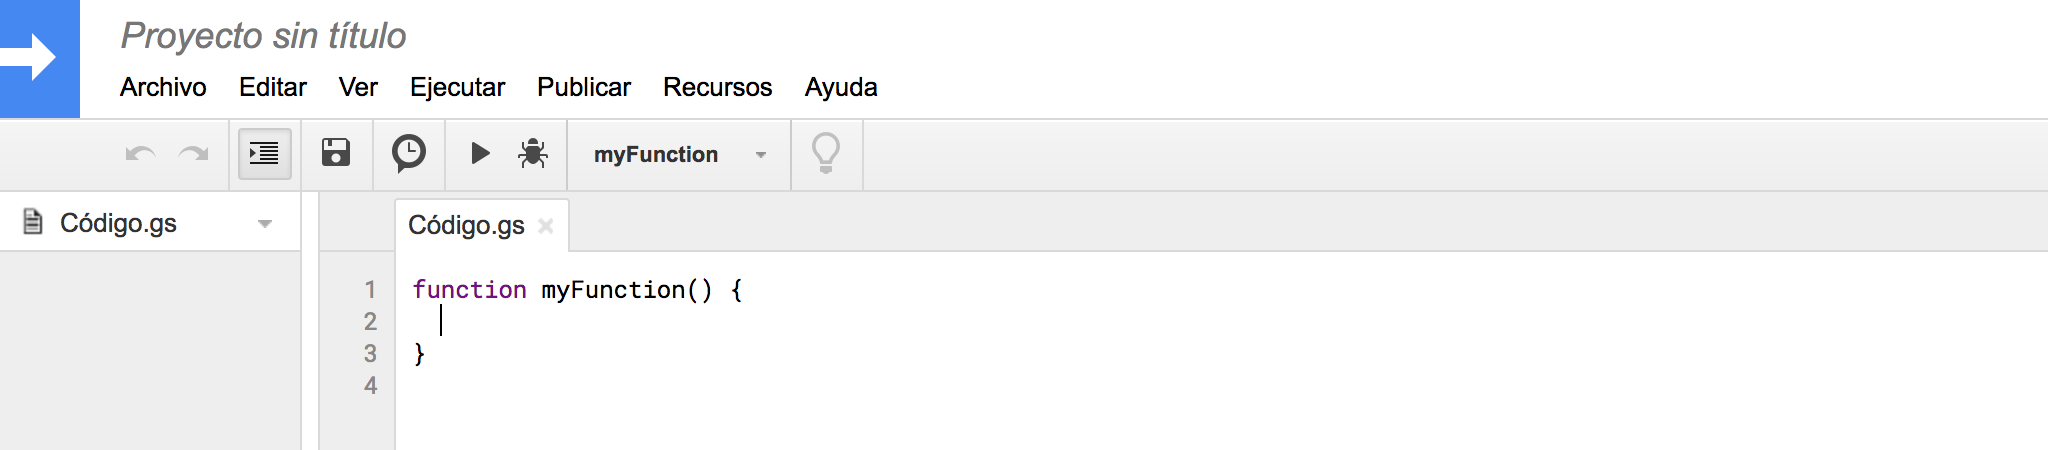 Proyecto sin título
Archivo Editar Ver Ejecutar Publicar Recursos Ayuda
myFunction
Código.gs
Código.gs
1 function myFunction() {
2
3 }
4